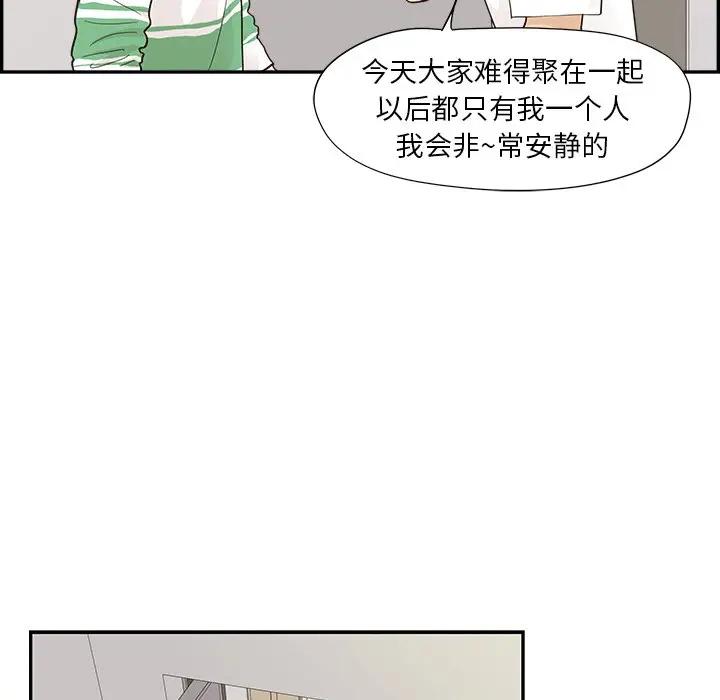 今天大家难得聚在一起
以后都只有我一个人
我会非~常安静的